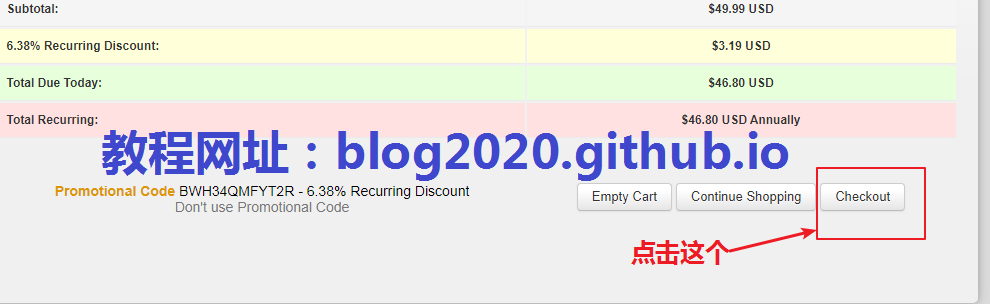 Subtotal: $49.99 USD
6.38% Recurring Discount: $3.19 USD
Total Due Today: $46.80 USD
Total Recurring: $46.80 USD Annually
教程网址：blog2020.github.io
Promotional Code BWH34QMFYT2R - 6.38% Recurring Discount
Don't use Promotional Code
Empty Cart Continue Shopping Checkout
点击这个